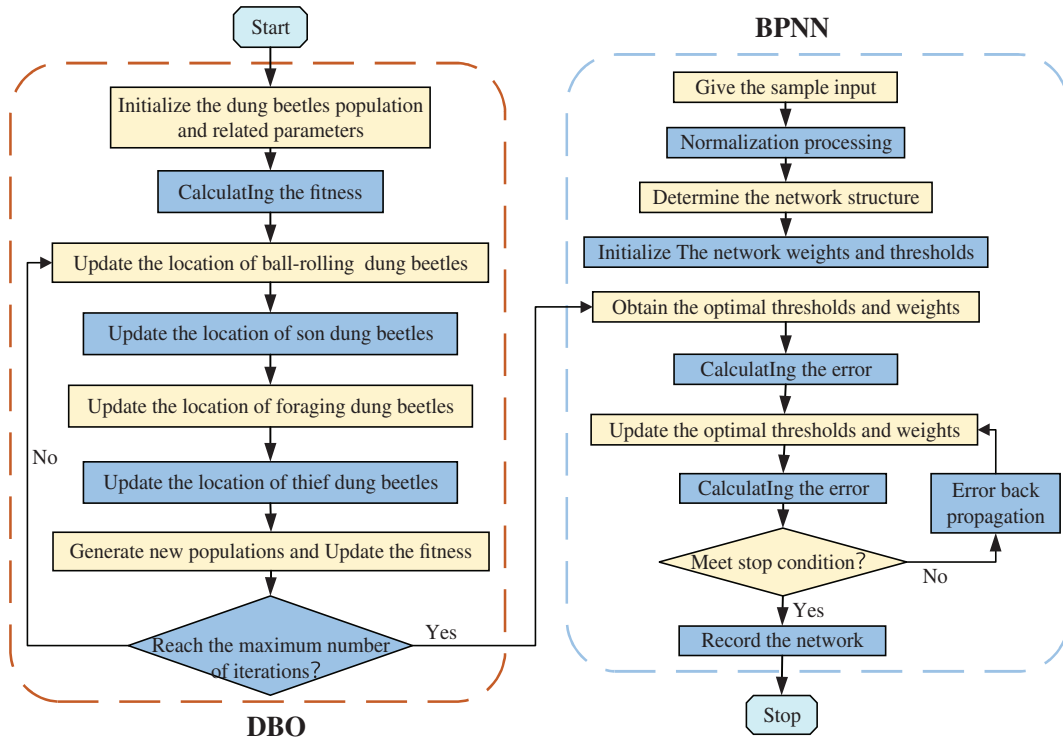 Start
Initialize the dung beetles population
and related parameters
CalculatIng the fitness
Update the location of ball-rolling dung beetles
Update the location of son dung beetles
Update the location of foraging dung beetles
No
Update the location of thief dung beetles
Generate new populations and Update the fitness
Reach the maximum number
of iterations?
Yes
DBO
BPNN
Give the sample input
Normalization processing
Determine the network structure
Initialize The network weights and thresholds
Obtain the optimal thresholds and weights
CalculatIng the error
Update the optimal thresholds and weights
CalculatIng the error
Error back
propagation
Meet stop condition?
No
Yes
Record the network
Stop